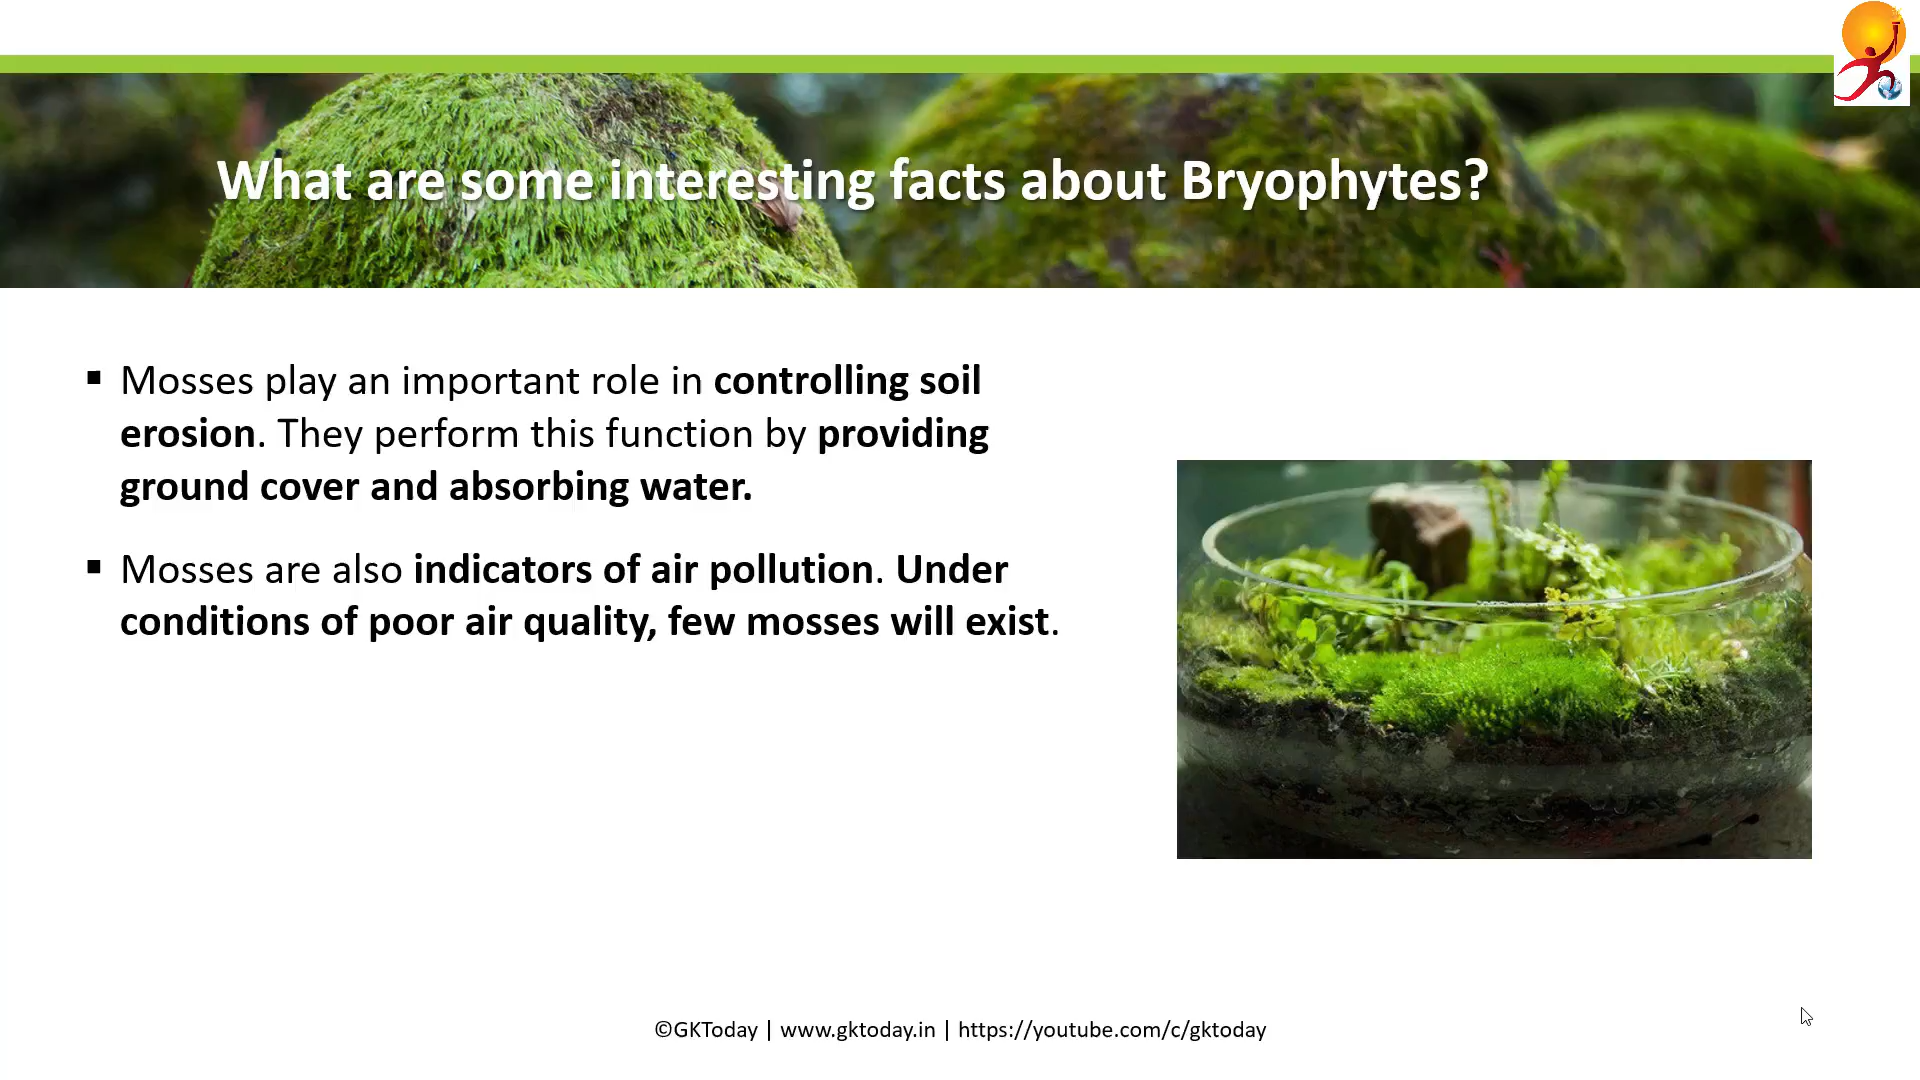 What are some interesting facts about Bryophytes?
▪ Mosses play an important role in controlling soil
erosion. They perform this function by providing
ground cover and absorbing water.
▪ Mosses are also indicators of air pollution. Under
conditions of poor air quality, few mosses will exist.
©GKToday | www.gktoday.in | https://youtube.com/c/gktoday